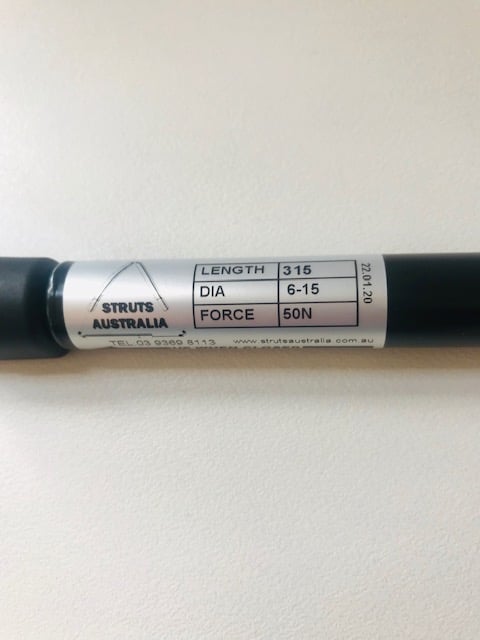 STRUTS
AUSTRALIA
LENGTH 315
DIA 6-15
FORCE 50N
22.01.20
TEL.03 9369 8113 www.strutsaustralia.com.au